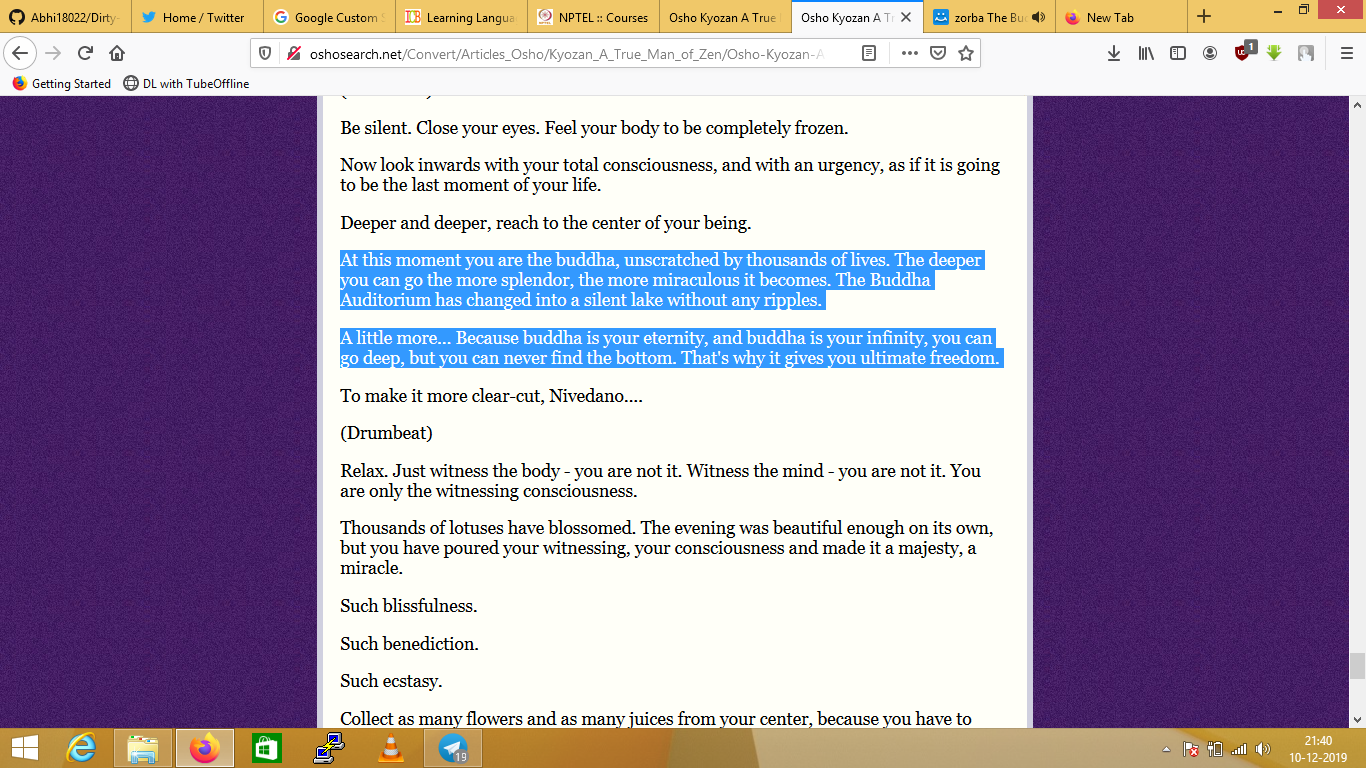 Abhi18022/Dirty-
Home / Twitter
Google Custom S
Learning Langua
NPTEL :: Courses
Osho Kyozan A True
Osho Kyozan A Tr
zorba The Bu
New Tab
oshosearch.net/Convert/Articles_Osho/Kyozan_A_True_Man_of_Zen/Osho-Kyozan-A
1
Getting Started
DL with TubeOffline
Be silent. Close your eyes. Feel your body to be completely frozen.
Now look inwards with your total consciousness, and with an urgency, as if it is going
to be the last moment of your life.
Deeper and deeper, reach to the center of your being.
At this moment you are the buddha, unscratched by thousands of lives. The deeper
you can go the more splendor, the more miraculous it becomes. The Buddha
Auditorium has changed into a silent lake without any ripples.
A little more... Because buddha is your eternity, and buddha is your infinity, you can
go deep, but you can never find the bottom. That's why it gives you ultimate freedom.
To make it more clear-cut, Nivedano....
(Drumbeat)
Relax. Just witness the body - you are not it. Witness the mind - you are not it. You
are only the witnessing consciousness.
Thousands of lotuses have blossomed. The evening was beautiful enough on its own,
but you have poured your witnessing, your consciousness and made it a majesty, a
miracle.
Such blissfulness.
Such benediction.
Such ecstasy.
Collect as many flowers and as many juices from your center, because you have to
19
21:40
10-12-2019